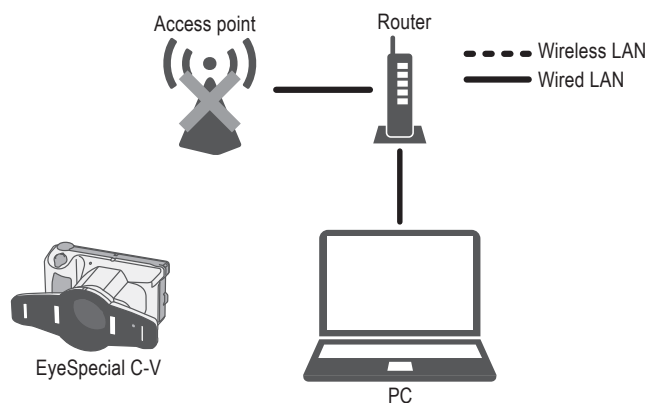 Access point
Router
Wireless LAN
Wired LAN
EyeSpecial C-V
PC